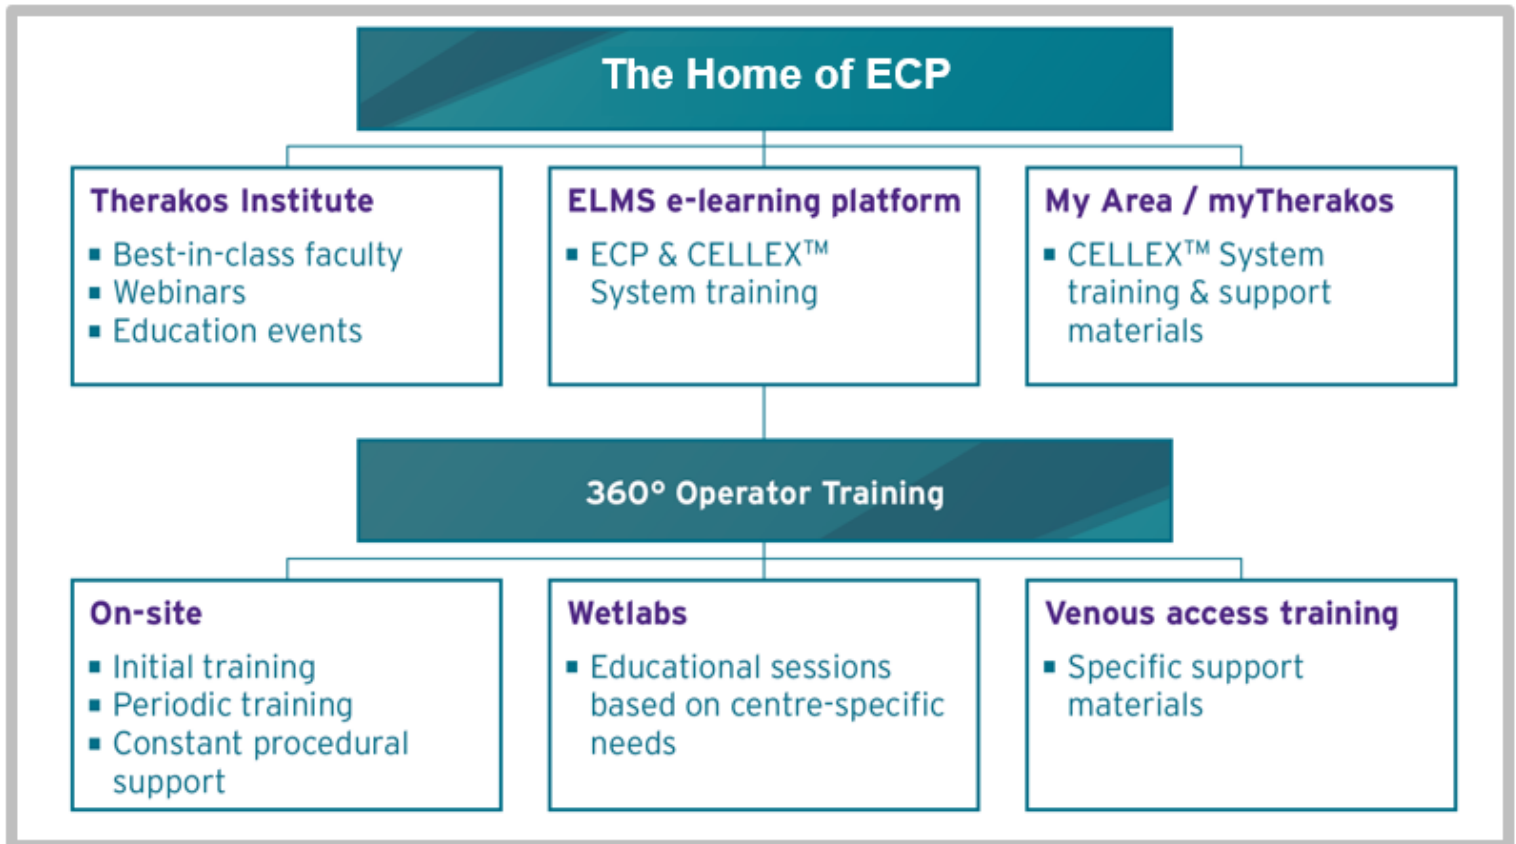 The Home of ECP
Therakos Institute
▪ Best-in-class faculty
▪ Webinars
▪ Education events
ELMS e-learning platform
▪ ECP & CELLEX™
System training
My Area / myTherakos
▪ CELLEX™ System
training & support
materials
360° Operator Training
On-site
▪ Initial training
▪ Periodic training
▪ Constant procedural
support
Wetlabs
▪ Educational sessions
based on centre-specific
needs
Venous access training
▪ Specific support
materials